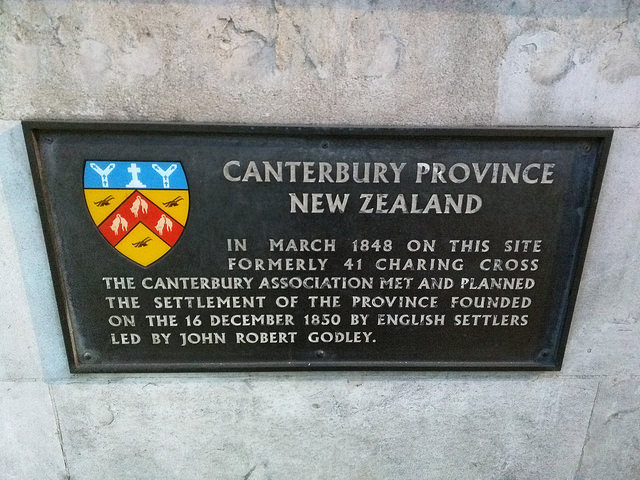 CANTERBURY PROVINCE
NEW ZEALAND
IN MARCH 1848 ON THIS SITE
FORMERLY 41 CHARING CROSS
THE CANTERBURY ASSOCIATION MET AND PLANNED
THE SETTLEMENT OF THE PROVINCE FOUNDED
ON THE 16 DECEMBER 1850 BY ENGLISH SETTLERS
LED BY JOHN ROBERT GODLEY.